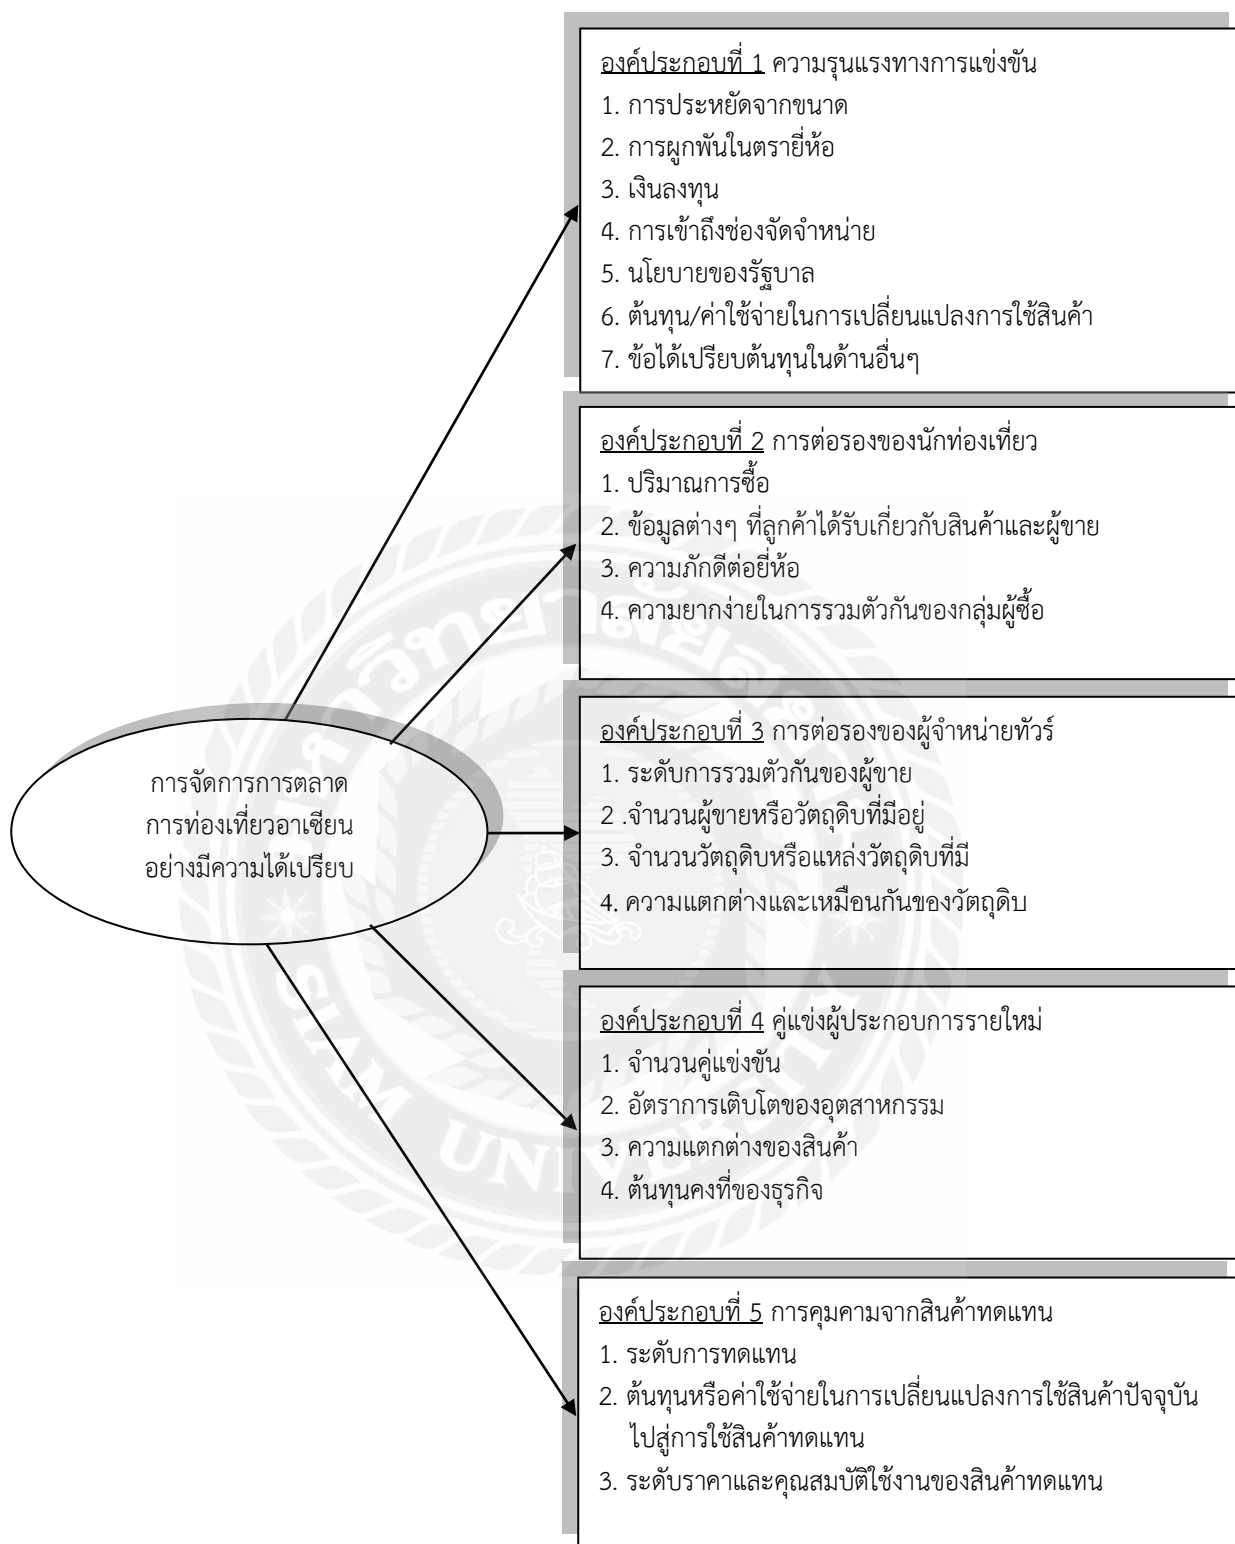 องค์ประกอบที่ 1 ความรุนแรงทางการแข่งขัน
1. การประหยัดจากขนาด
2. การผูกพันในตรายี่ห้อ
3. เงินลงทุน
4. การเข้าถึงช่องจัดจำหน่าย
5. นโยบายของรัฐบาล
6. ต้นทุน/ค่าใช้จ่ายในการเปลี่ยนแปลงการใช้สินค้า
7. ข้อได้เปรียบต้นทุนในด้านอื่นๆ
องค์ประกอบที่ 2 การต่อรองของนักท่องเที่ยว
1. ปริมาณการซื้อ
2. ข้อมูลต่างๆ ที่ลูกค้าได้รับเกี่ยวกับสินค้าและผู้ขาย
3. ความภักดีต่อยี่ห้อ
4. ความยากง่ายในการรวมตัวกันของกลุ่มผู้ซื้อ
การจัดการการตลาด
การท่องเที่ยวอาเซียน
อย่างมีความได้เปรียบ
องค์ประกอบที่ 3 การต่อรองของผู้จำหน่ายทัวร์
1. ระดับการรวมตัวกันของผู้ขาย
2 .จำนวนผู้ขายหรือวัตถุดิบที่มีอยู่
3. จำนวนวัตถุดิบหรือแหล่งวัตถุดิบที่มี
4. ความแตกต่างและเหมือนกันของวัตถุดิบ
องค์ประกอบที่ 4 คู่แข่งผู้ประกอบการรายใหม่
1. จำนวนคู่แข่งขัน
2. อัตราการเติบโตของอุตสาหกรรม
3. ความแตกต่างของสินค้า
4. ต้นทุนคงที่ของธุรกิจ
องค์ประกอบที่ 5 การคุมคามจากสินค้าทดแทน
1. ระดับการทดแทน
2. ต้นทุนหรือค่าใช้จ่ายในการเปลี่ยนแปลงการใช้สินค้าปัจจุบัน
ไปสู่การใช้สินค้าทดแทน
3. ระดับราคาและคุณสมบัติใช้งานของสินค้าทดแทน
มหาวิทยาลัยสยาม
SIAM UNIVERSITY